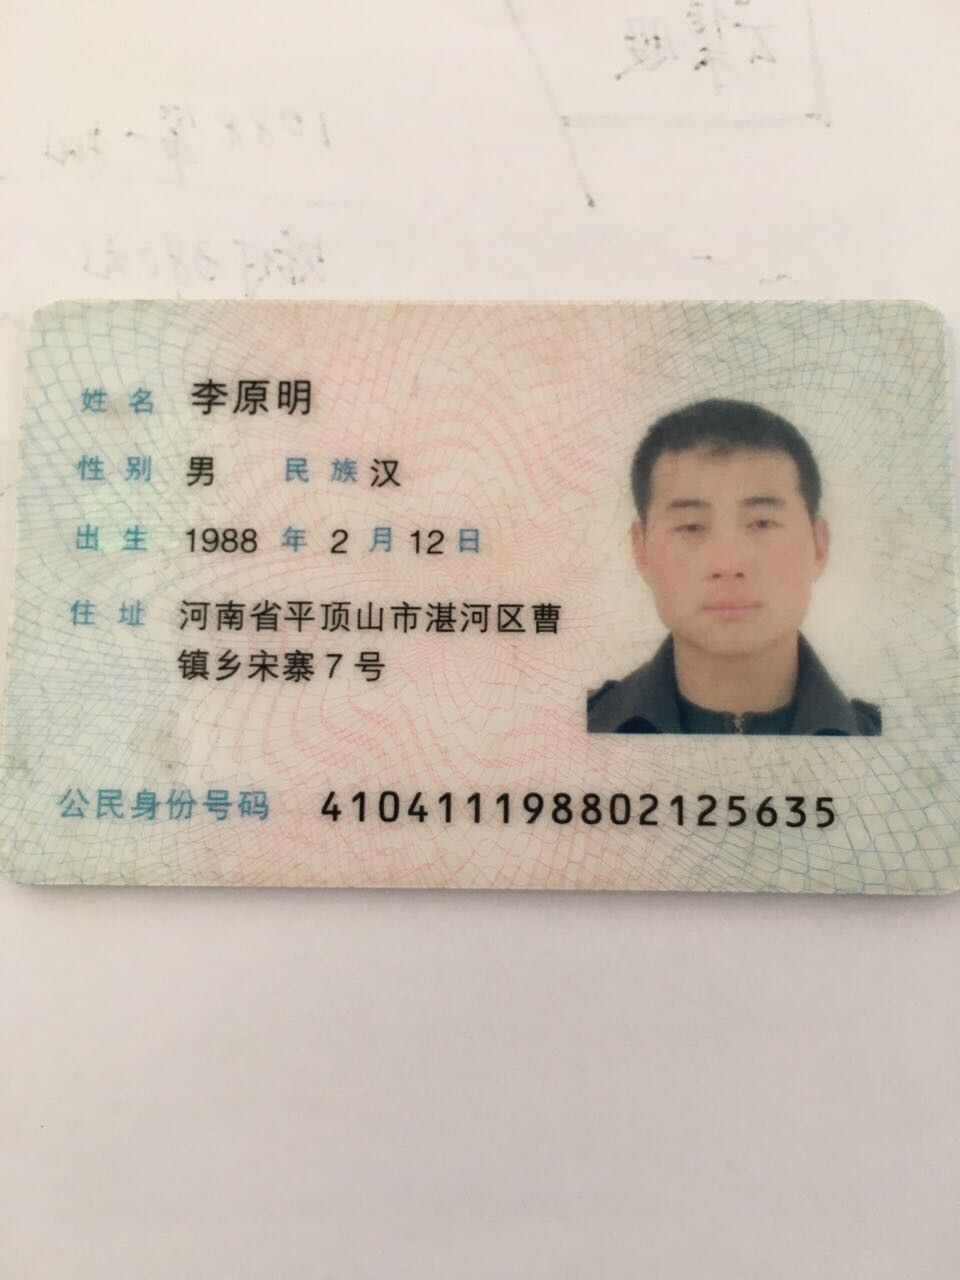 姓名 李原明
性别 男 民族 汉
出生 1988 年 2 月 12 日
住址 河南省平顶山市湛河区曹
镇乡宋寨7号
公民身份号码 410411198802125635